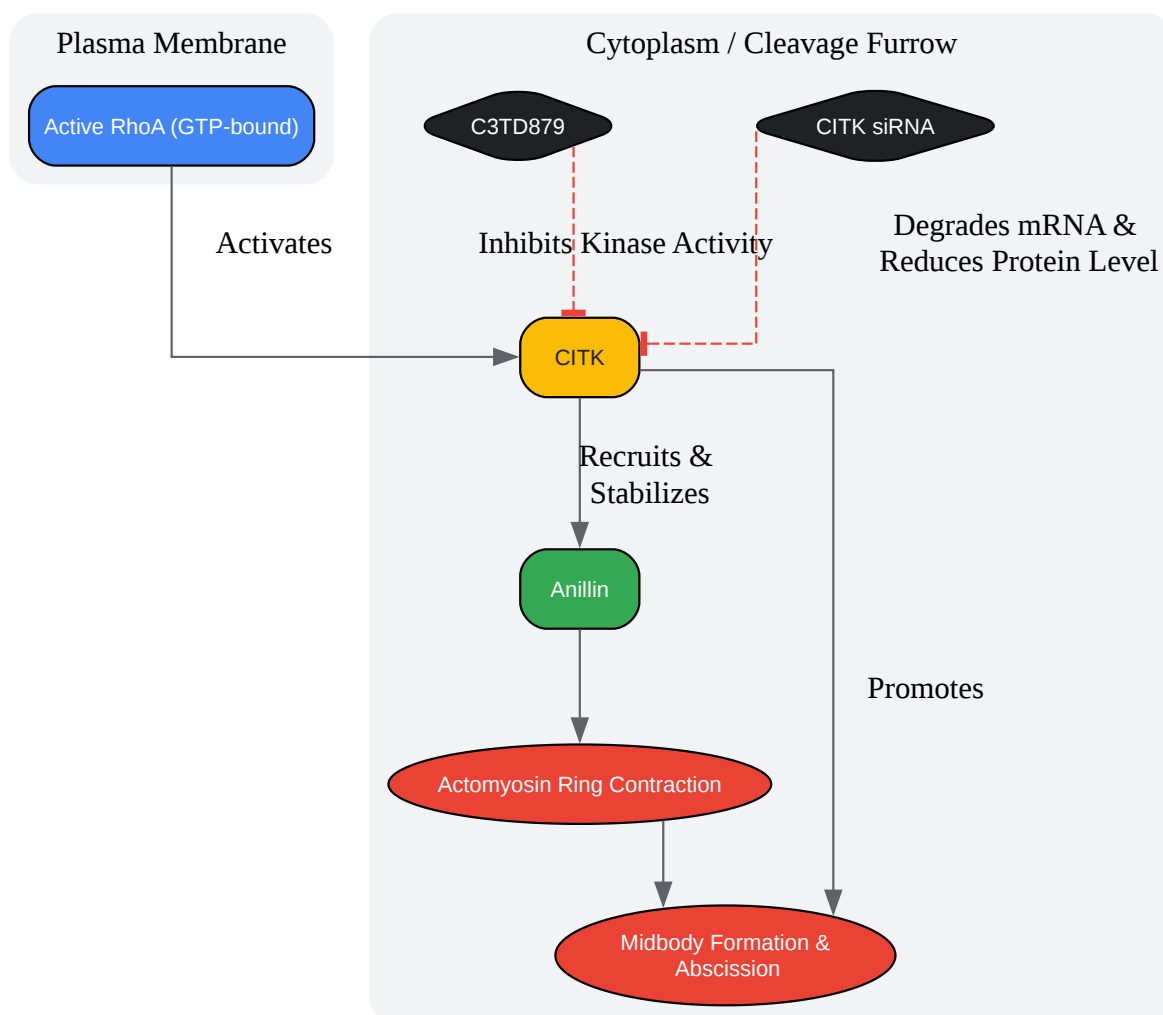 Plasma Membrane
Cytoplasm / Cleavage Furrow
Active RhoA (GTP-bound)
C3TD879
CITK siRNA
Activates
Inhibits Kinase Activity
Degrades mRNA &
Reduces Protein Level
CITK
Recruits &
Stabilizes
Anillin
Promotes
Actomyosin Ring Contraction
Midbody Formation &
Abscission